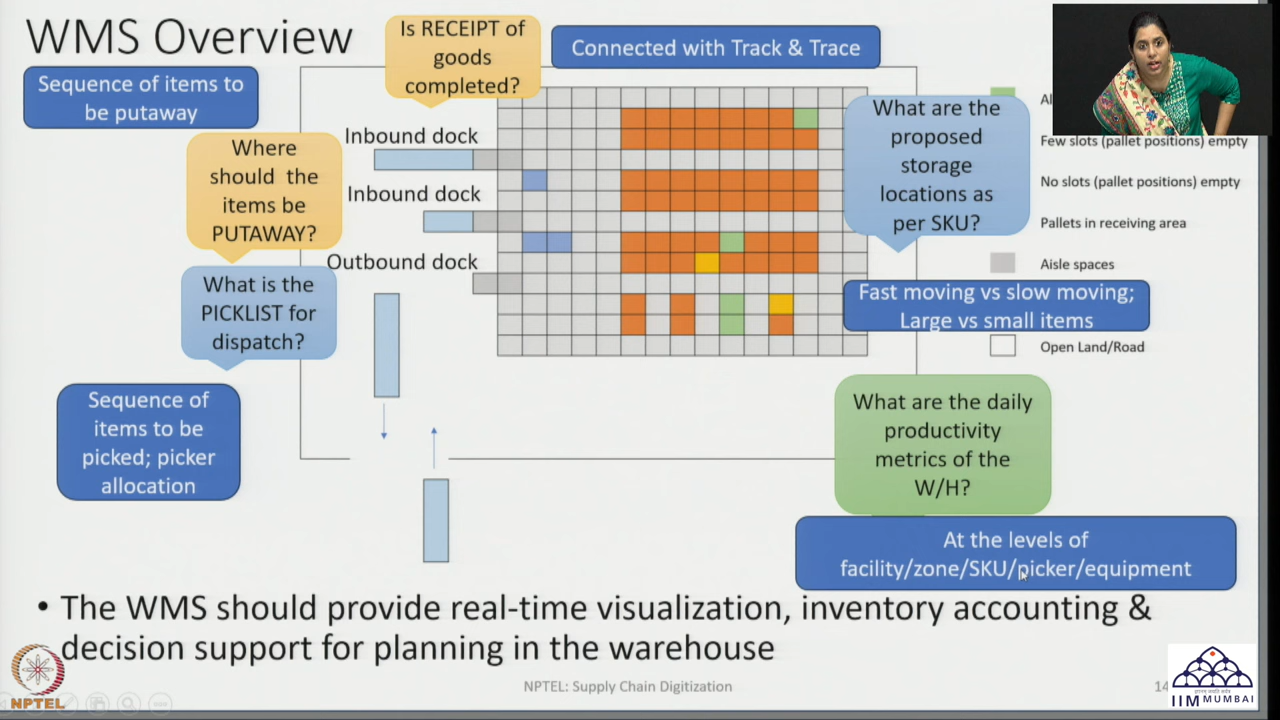 WMS Overview
Is RECEIPT of
goods
completed?
Connected with Track & Trace
Sequence of items to
be putaway
Where
should the
items be
PUTAWAY?
Inbound dock
Inbound dock
Outbound dock
What are the
proposed
storage
locations as
per SKU?
Few slots (pallet positions) empty
No slots (pallet positions) empty
Pallets in receiving area
Aisle spaces
What is the
PICKLIST for
dispatch?
Fast moving vs slow moving;
Large vs small items
Open Land/Road
Sequence of
items to be
picked; picker
allocation
What are the daily
productivity
metrics of the
W/H?
At the levels of
facility/zone/SKU/picker/equipment
• The WMS should provide real-time visualization, inventory accounting &
decision support for planning in the warehouse
NPTEL
NPTEL: Supply Chain Digitization
14
IIM MUMBAI